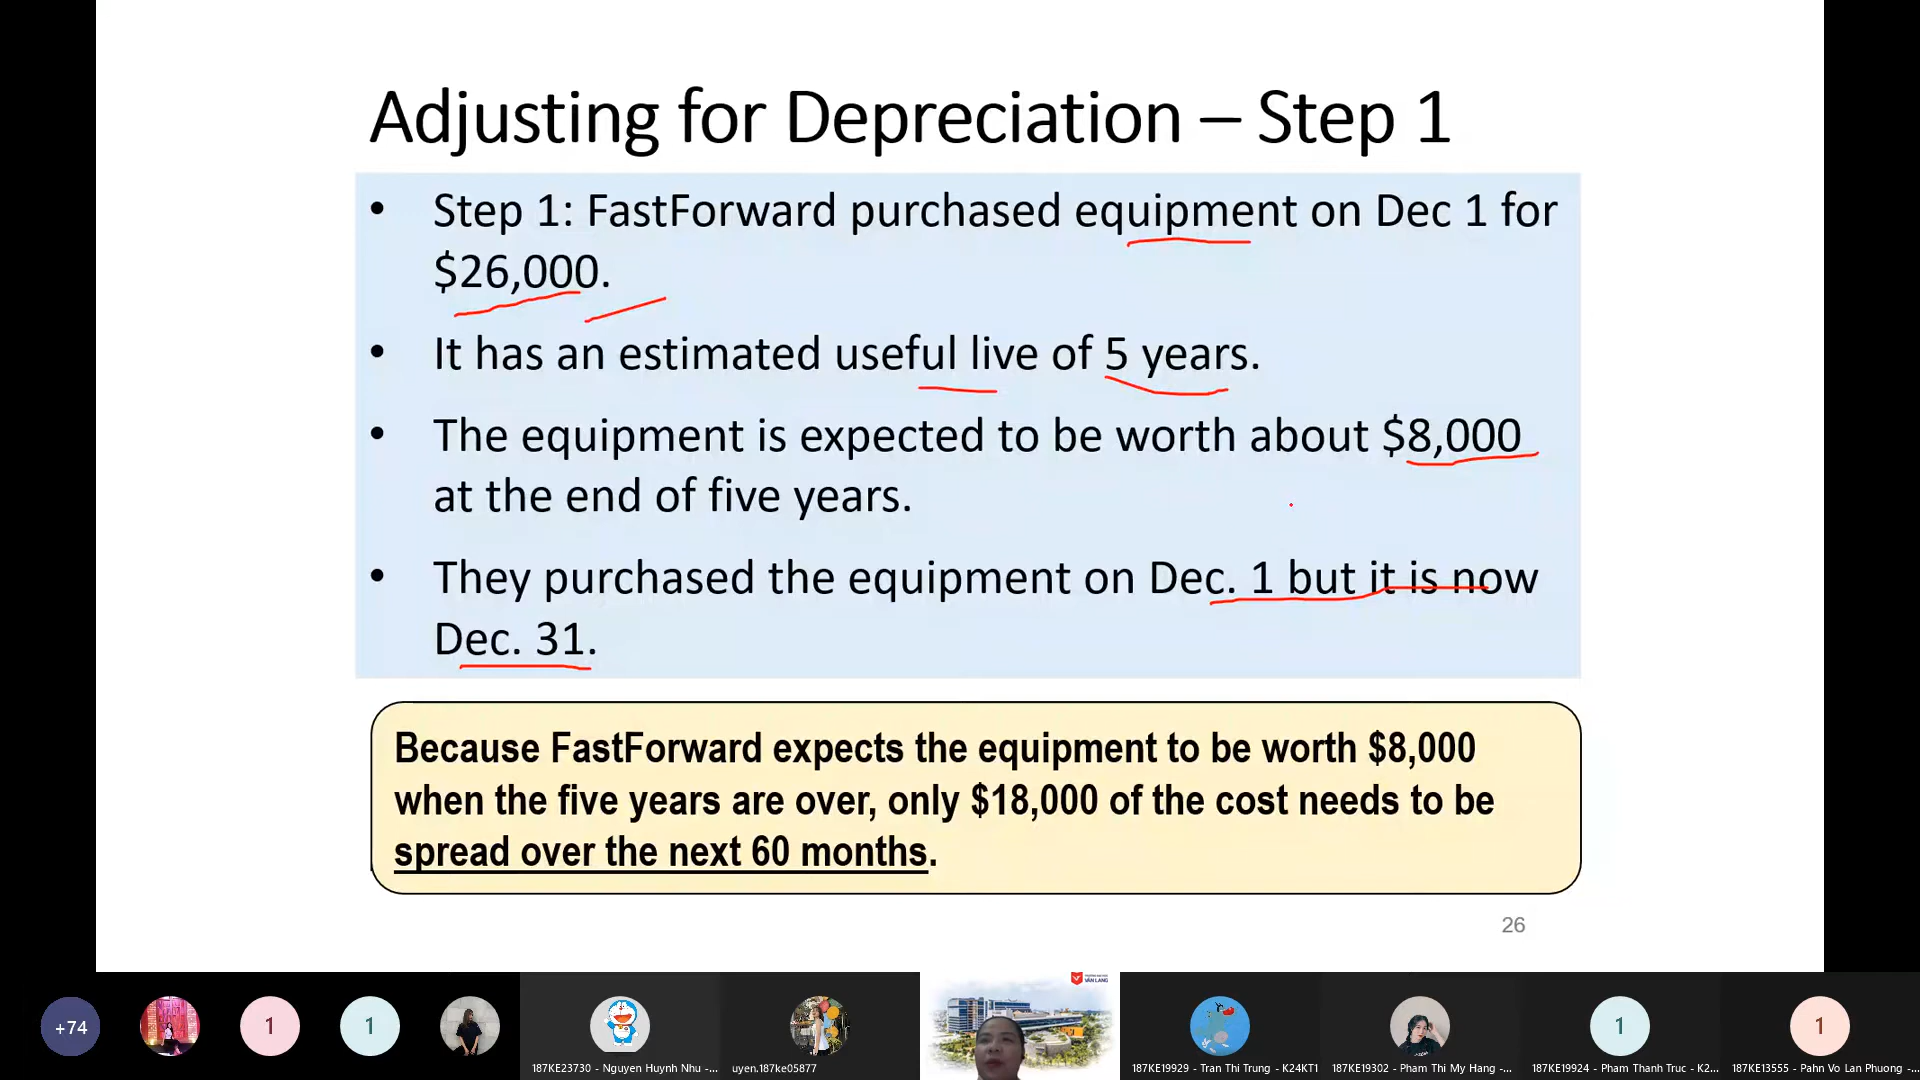 Adjusting for Depreciation – Step 1
• Step 1: FastForward purchased equipment on Dec 1 for
$26,000.
• It has an estimated useful live of 5 years.
• The equipment is expected to be worth about $8,000
at the end of five years.
• They purchased the equipment on Dec. 1 but it is now
Dec. 31.
Because FastForward expects the equipment to be worth $8,000
when the five years are over, only $18,000 of the cost needs to be
spread over the next 60 months.
26
+74
1
1
187KE23730 - Nguyen Huynh Nhu -...
uyen.187ke05877
VAN LANG
187KE19929 - Tran Thi Trung - K24KT1
187KE19302 - Pham Thi My Hang -...
1
187KE19924 - Pham Thanh Truc - K2...
1
187KE13555 - Pahn Vo Lan Phuong -...